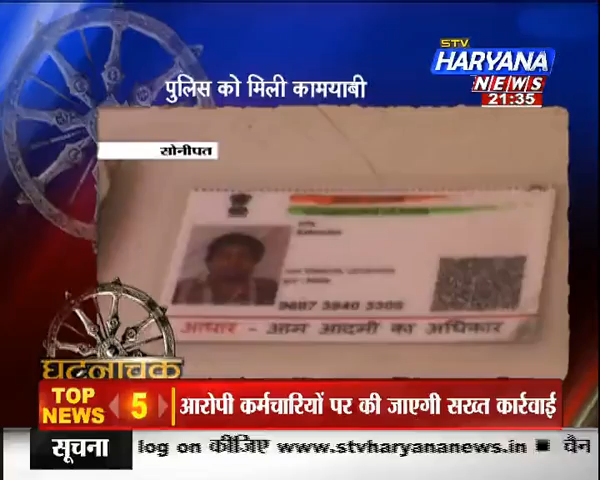 STV
HARYANA
NEWS
21:35
पुलिस को मिली कामयाबी
सोनीपत
आधार - आम आदमी का अधिकार
घटनाचक्र
TOP
NEWS
5
आरोपी कर्मचारियों पर की जाएगी सख्त कार्रवाई
सूचना
log on कीजिए www.stvharyananews.in ■ चैन